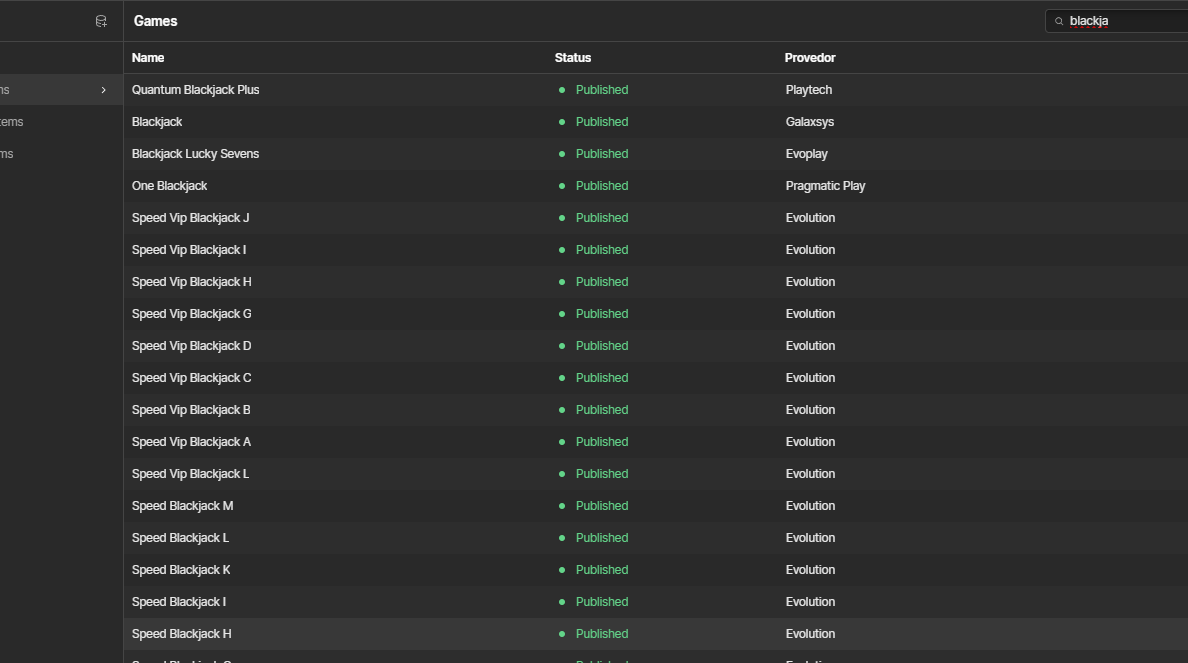 Games
blackja
Name Status Provedor
ns
Quantum Blackjack Plus Published Playtech
tems
Blackjack Published Galaxsys
ms
Blackjack Lucky Sevens Published Evoplay
One Blackjack Published Pragmatic Play
Speed Vip Blackjack J Published Evolution
Speed Vip Blackjack I Published Evolution
Speed Vip Blackjack H Published Evolution
Speed Vip Blackjack G Published Evolution
Speed Vip Blackjack D Published Evolution
Speed Vip Blackjack C Published Evolution
Speed Vip Blackjack B Published Evolution
Speed Vip Blackjack A Published Evolution
Speed Vip Blackjack L Published Evolution
Speed Blackjack M Published Evolution
Speed Blackjack L Published Evolution
Speed Blackjack K Published Evolution
Speed Blackjack I Published Evolution
Speed Blackjack H Published Evolution